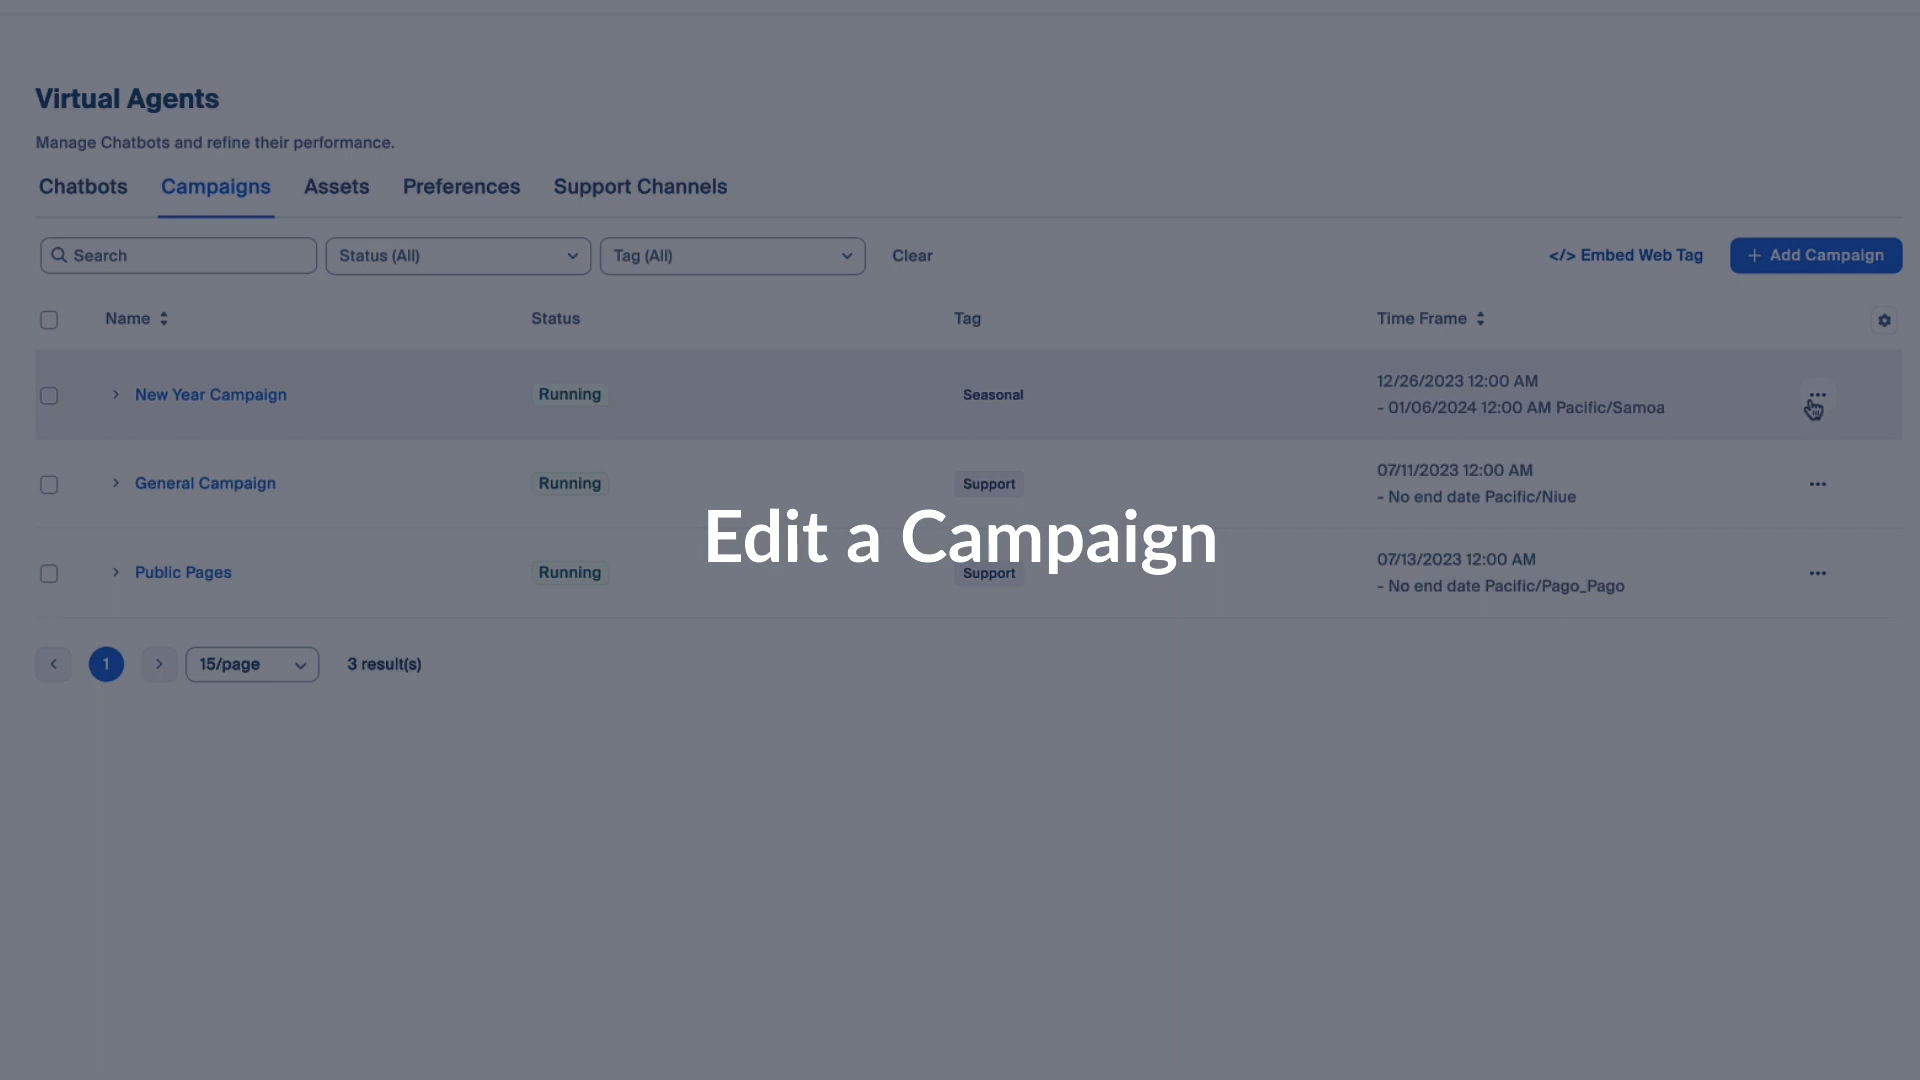 Virtual Agents
Manage Chatbots and refine their performance.
Chatbots Campaigns Assets Preferences Support Channels
Search Status (All) Tag (All) Clear </> Embed Web Tag + Add Campaign
Name Status Tag Time Frame
New Year Campaign Running Seasonal 12/26/2023 12:00 AM
- 01/06/2024 12:00 AM Pacific/Samoa
General Campaign Running Support 07/11/2023 12:00 AM
- No end date Pacific/Niue
Edit a Campaign
Public Pages Running Support 07/13/2023 12:00 AM
- No end date Pacific/Pago_Pago
1 15/page 3 result(s)